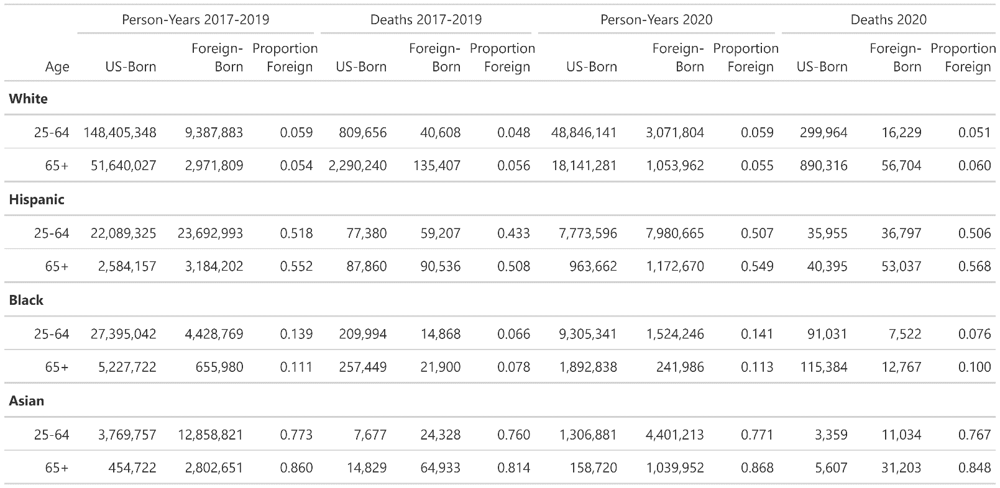 Person-Years 2017-2019 Deaths 2017-2019 Person-Years 2020 Deaths 2020
Foreign- Proportion Foreign- Proportion Foreign- Proportion Foreign- Proportion
Age US-Born Born Foreign US-Born Born Foreign US-Born Born Foreign US-Born Born Foreign
White
25-64 148,405,348 9,387,883 0.059 809,656 40,608 0.048 48,846,141 3,071,804 0.059 299,964 16,229 0.051
65+ 51,640,027 2,971,809 0.054 2,290,240 135,407 0.056 18,141,281 1,053,962 0.055 890,316 56,704 0.060
Hispanic
25-64 22,089,325 23,692,993 0.518 77,380 59,207 0.433 7,773,596 7,980,665 0.507 35,955 36,797 0.506
65+ 2,584,157 3,184,202 0.552 87,860 90,536 0.508 963,662 1,172,670 0.549 40,395 53,037 0.568
Black
25-64 27,395,042 4,428,769 0.139 209,994 14,868 0.066 9,305,341 1,524,246 0.141 91,031 7,522 0.076
65+ 5,227,722 655,980 0.111 257,449 21,900 0.078 1,892,838 241,986 0.113 115,384 12,767 0.100
Asian
25-64 3,769,757 12,858,821 0.773 7,677 24,328 0.760 1,306,881 4,401,213 0.771 3,359 11,034 0.767
65+ 454,722 2,802,651 0.860 14,829 64,933 0.814 158,720 1,039,952 0.868 5,607 31,203 0.848